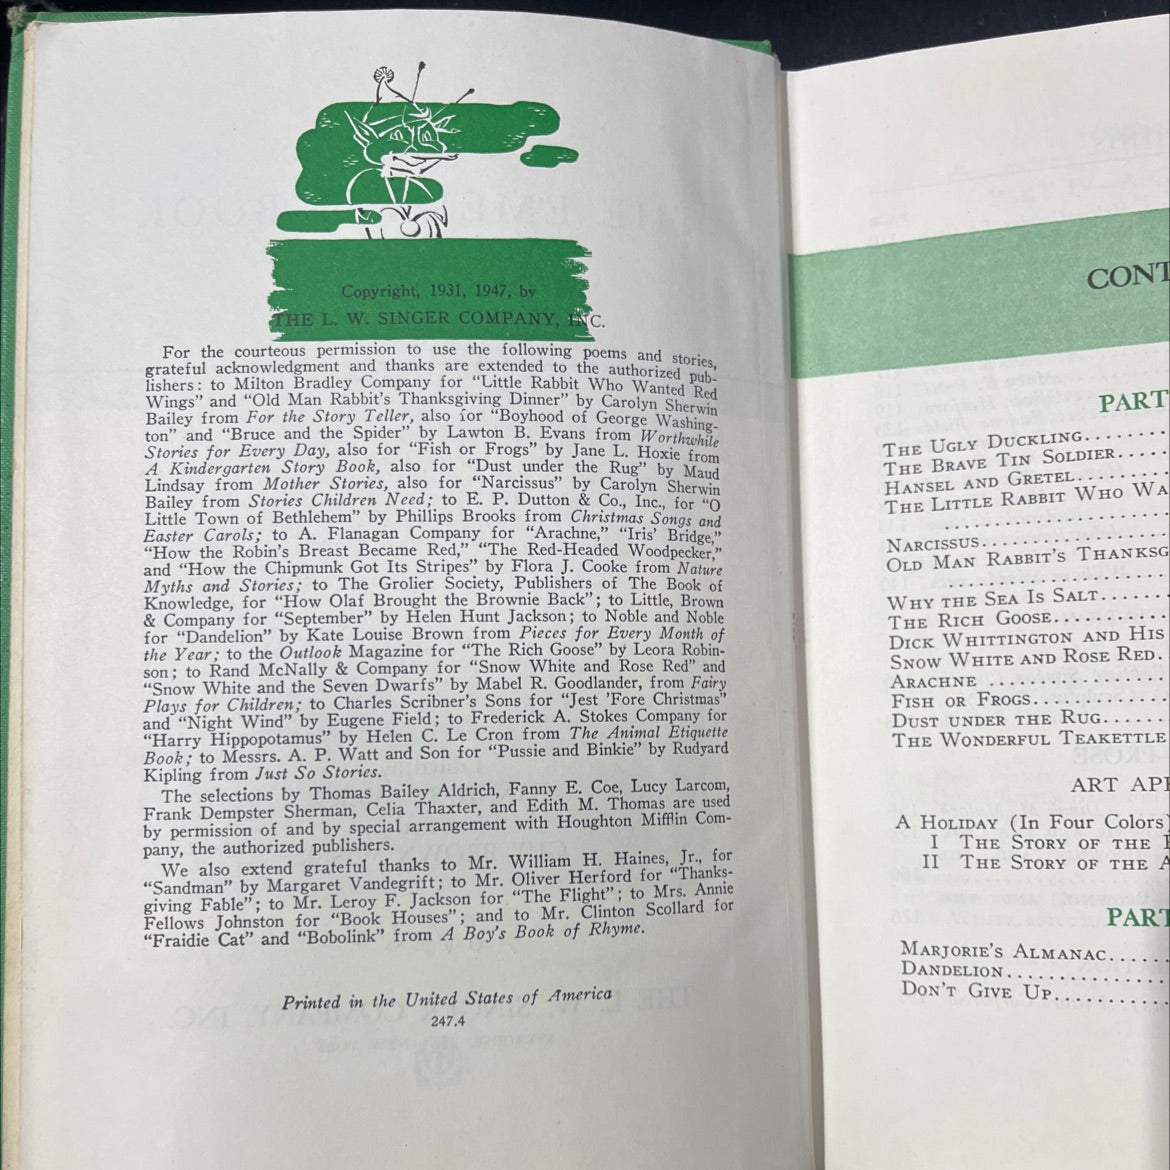 Copyright, 1931, 1947, by
THE L. W. SINGER COMPANY, INC.
For the courteous permission to use the following poems and stories,
grateful acknowledgment and thanks are extended to the authorized pub-
lishers: to Milton Bradley Company for “Little Rabbit Who Wanted Red
Wings” and “Old Man Rabbit’s Thanksgiving Dinner” by Carolyn Sherwin
Bailey from For the Story Teller, also for “Boyhood of George Washing-
ton” and “Bruce and the Spider” by Lawton B. Evans from Worthwhile
Stories for Every Day, also for “Fish or Frogs” by Jane L. Hoxie from
A Kindergarten Story Book, also for “Dust under the Rug” by Maud
Lindsay from Mother Stories, also for “Narcissus” by Carolyn Sherwin
Bailey from Stories Children Need; to E. P. Dutton & Co., Inc., for “O
Little Town of Bethlehem” by Phillips Brooks from Christmas Songs and
Easter Carols; to A. Flanagan Company for “Arachne,” “Iris’ Bridge,”
“How the Robin’s Breast Became Red,” “The Red-Headed Woodpecker,”
and “How the Chipmunk Got Its Stripes” by Flora J. Cooke from Nature
Myths and Stories; to The Grolier Society, Publishers of The Book of
Knowledge, for “How Olaf Brought the Brownie Back”; to Little, Brown
& Company for “September” by Helen Hunt Jackson; to Noble and Noble
for “Dandelion” by Kate Louise Brown from Pieces for Every Month of
the Year; to the Outlook Magazine for “The Rich Goose” by Leora Robin-
son; to Rand McNally & Company for “Snow White and Rose Red” and
“Snow White and the Seven Dwarfs” by Mabel R. Goodlander, from Fairy
Plays for Children; to Charles Scribner’s Sons for “Jest ’Fore Christmas”
and “Night Wind” by Eugene Field; to Frederick A. Stokes Company for
“Harry Hippopotamus” by Helen C. Le Cron from The Animal Etiquette
Book; to Messrs. A. P. Watt and Son for “Pussie and Binkie” by Rudyard
Kipling from Just So Stories.
The selections by Thomas Bailey Aldrich, Fanny E. Coe, Lucy Larcom,
Frank Dempster Sherman, Celia Thaxter, and Edith M. Thomas are used
by permission of and by special arrangement with Houghton Mifflin Com-
pany, the authorized publishers.
We also extend grateful thanks to Mr. William H. Haines, Jr., for
“Sandman” by Margaret Vandegrift; to Mr. Oliver Herford for “Thanks-
giving Fable”; to Mr. Leroy F. Jackson for “The Flight”; to Mrs. Annie
Fellows Johnston for “Book Houses”; and to Mr. Clinton Scollard for
“Fraidie Cat” and “Bobolink” from A Boy’s Book of Rhyme.
Printed in the United States of America
247.4
CONT
PART
THE UGLY DUCKLING........
THE BRAVE TIN SOLDIER.....
HANSEL AND GRETEL.........
THE LITTLE RABBIT WHO WA
NARCISSUS.................
OLD MAN RABBIT’S THANKSG
WHY THE SEA IS SALT.......
THE RICH GOOSE............
DICK WHITTINGTON AND HIS
SNOW WHITE AND ROSE RED.
ARACHNE ..................
FISH OR FROGS.............
DUST UNDER THE RUG.......
THE WONDERFUL TEAKETTLE
ART AP
A HOLIDAY (In Four Colors)
I THE STORY OF THE
II THE STORY OF THE A
PART
MARJORIE’S ALMANAC......
DANDELION.................
DON’T GIVE UP.............